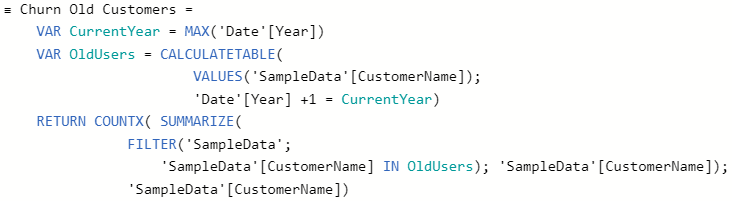 ≡ Churn Old Customers =
VAR CurrentYear = MAX('Date'[Year])
VAR OldUsers = CALCULATETABLE(
VALUES('SampleData'[CustomerName]);
'Date'[Year] +1 = CurrentYear)
RETURN COUNTX( SUMMARIZE(
FILTER('SampleData';
'SampleData'[CustomerName] IN OldUsers); 'SampleData'[CustomerName]);
'SampleData'[CustomerName])